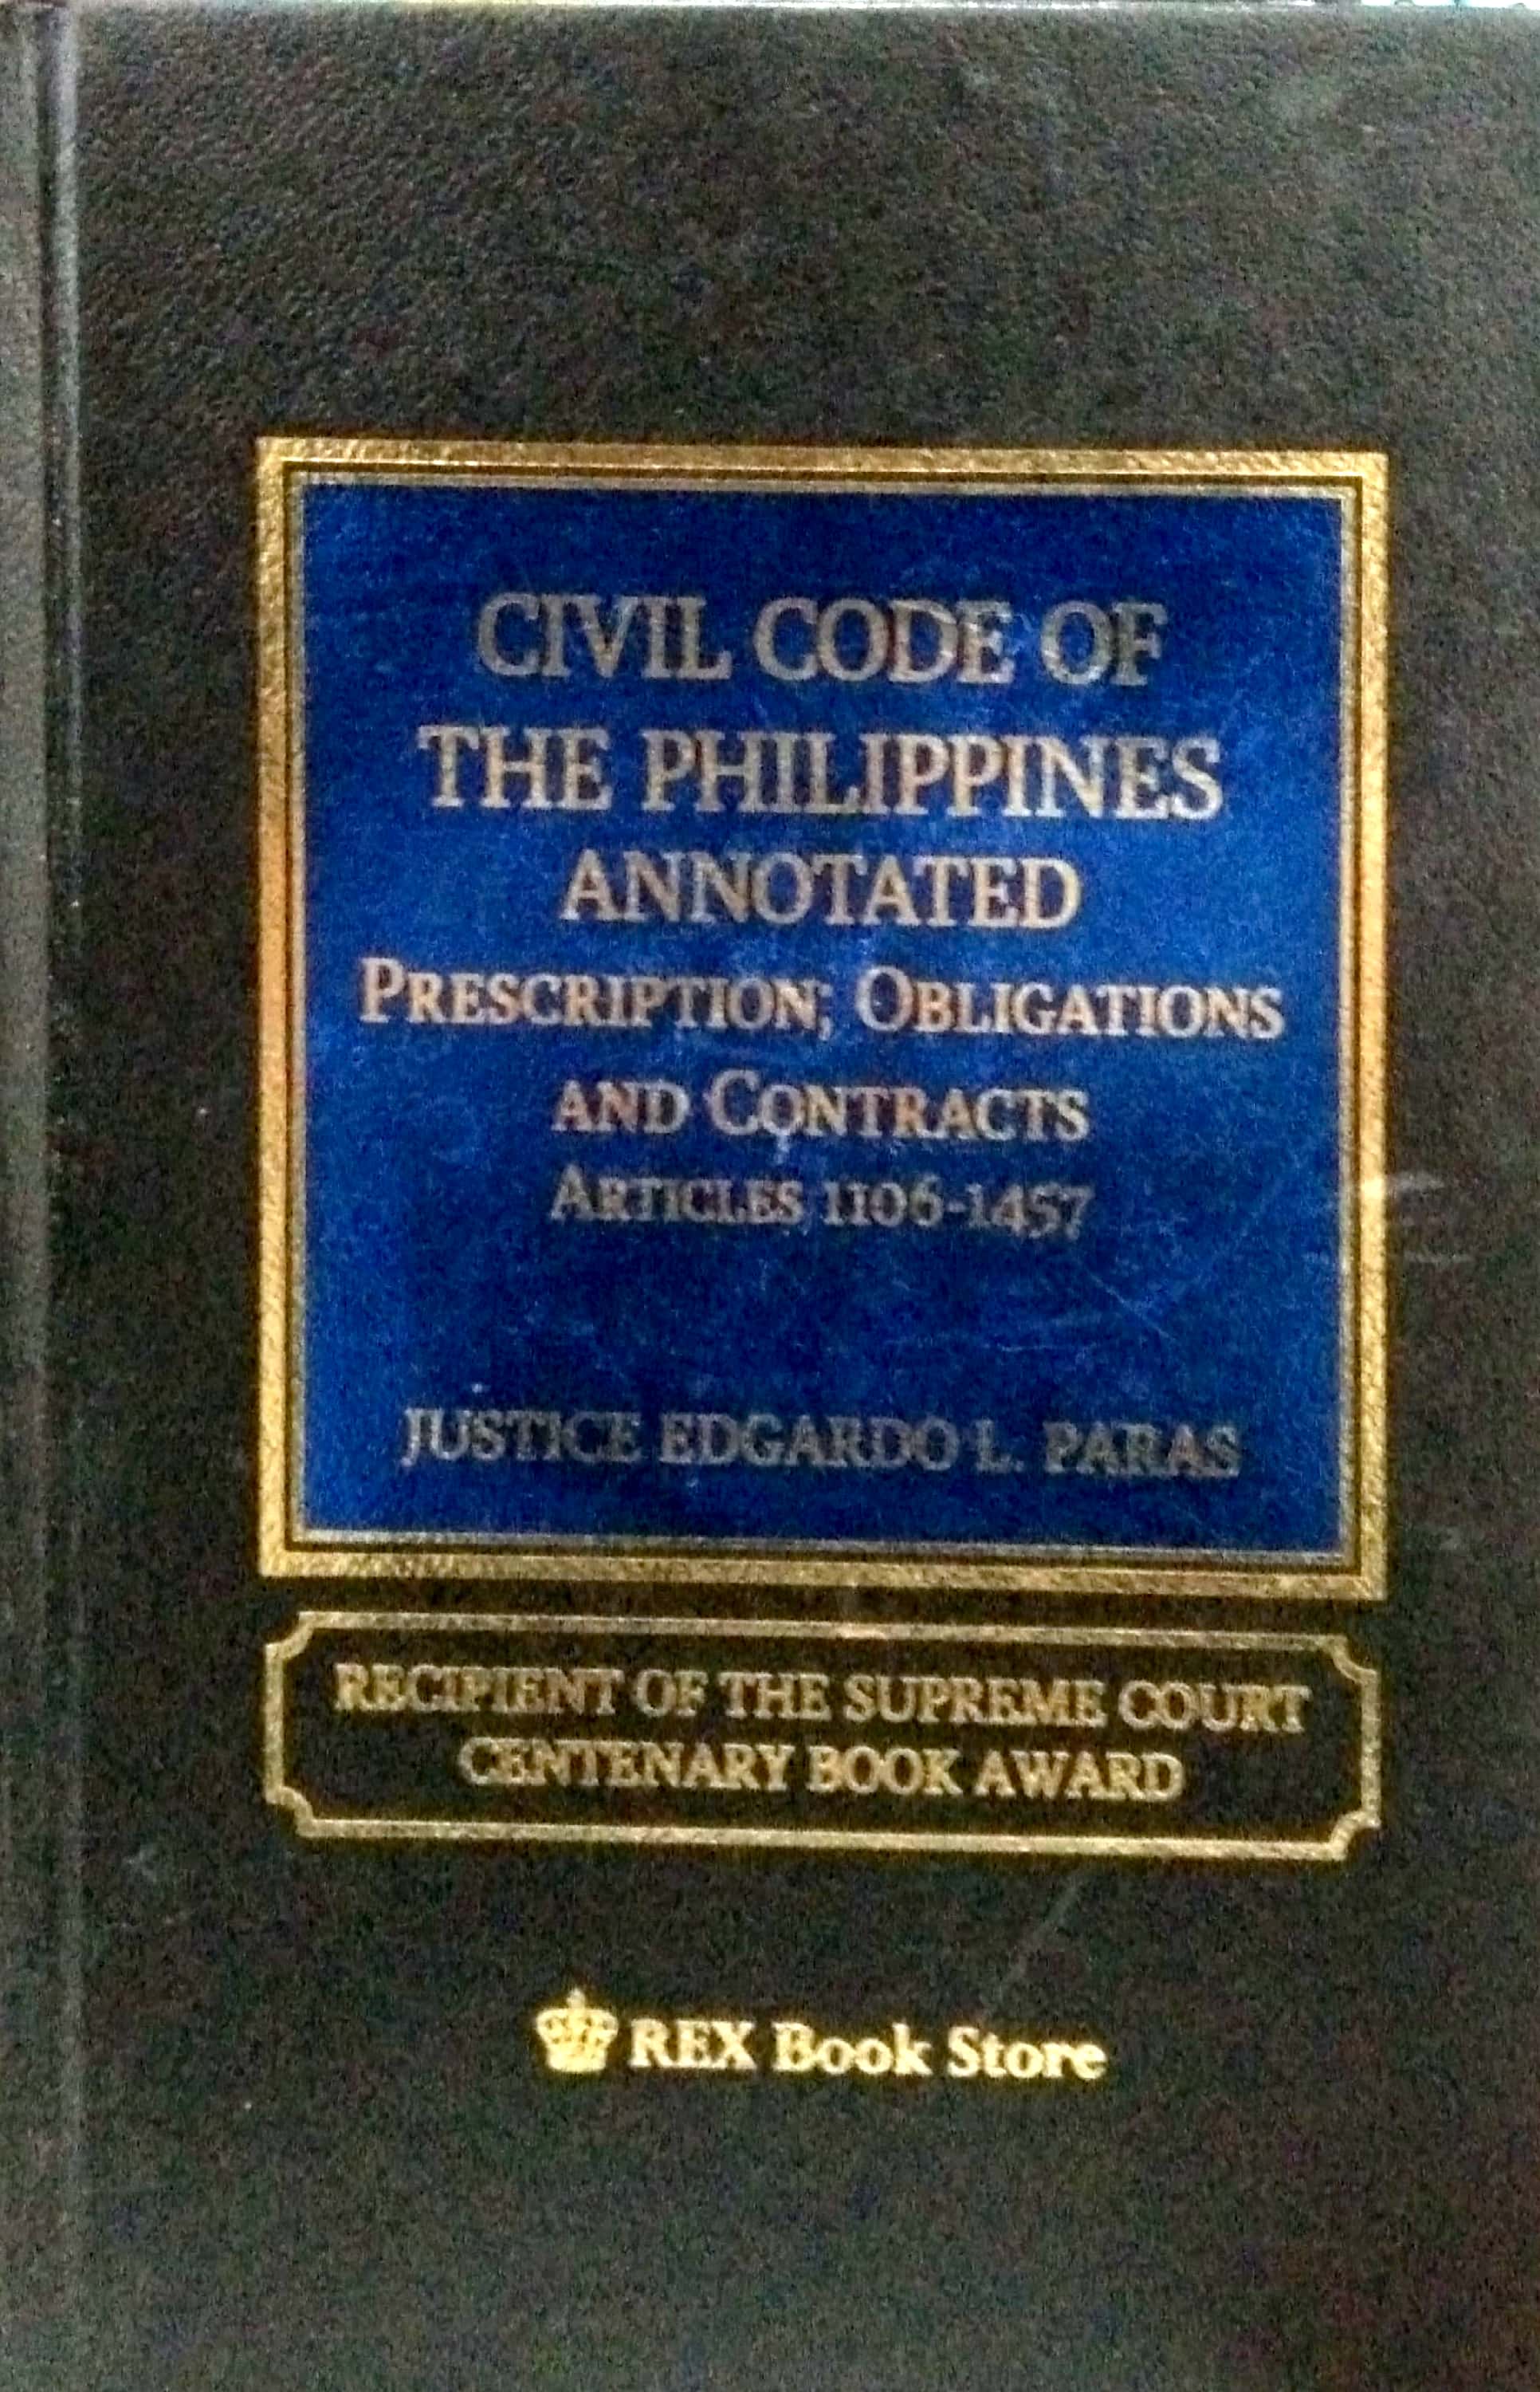 CIVIL CODE OF
THE PHILIPPINES
ANNOTATED
PRESCRIPTION; OBLIGATIONS
AND CONTRACTS
ARTICLES 1106-1457
JUSTICE EDGARDO L. PARAS
RECIPIENT OF THE SUPREME COURT
CENTENARY BOOK AWARD
REX Book Store